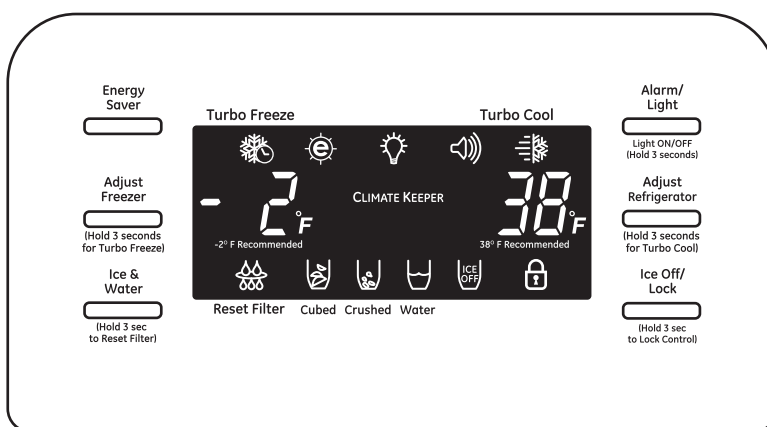 Energy
Saver
Adjust
Freezer
(Hold 3 seconds
for Turbo Freeze)
Ice &
Water
(Hold 3 sec
to Reset Filter)
Turbo Freeze
Turbo Cool
e
- 2°F
CLIMATE KEEPER
38°F
-2° F Recommended
38° F Recommended
ICE
OFF
Reset Filter
Cubed
Crushed
Water
Alarm/
Light
Light ON/OFF
(Hold 3 seconds)
Adjust
Refrigerator
(Hold 3 seconds
for Turbo Cool)
Ice Off/
Lock
(Hold 3 sec
to Lock Control)